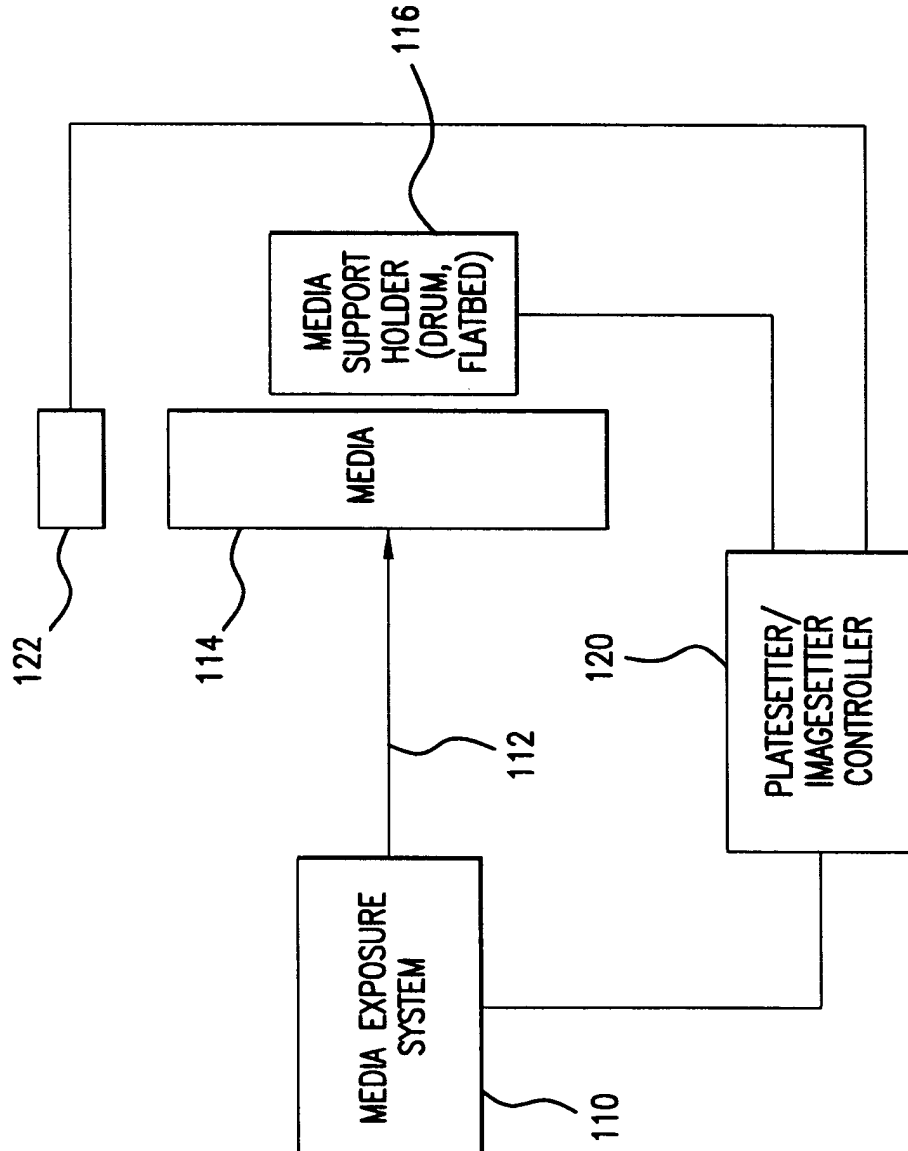 122
114
MEDIA
MEDIA
SUPPORT
HOLDER
(DRUM,
FLATBED)
116
112
MEDIA EXPOSURE
SYSTEM
110
120
PLATESETTER/
IMAGESETTER
CONTROLLER